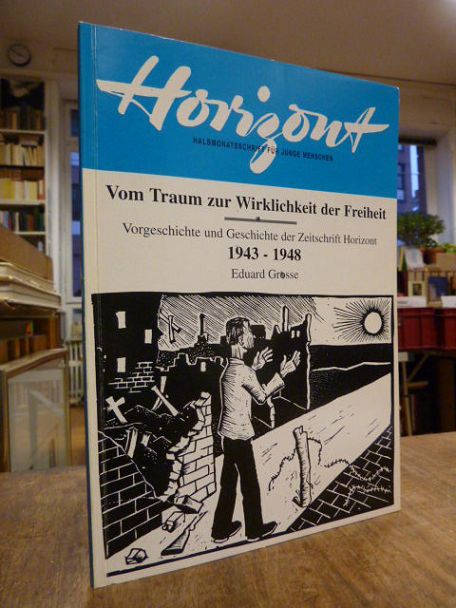 Horizont
HALBMONATSSCHRIFT FÜR JUNGE MENSCHEN
Vom Traum zur Wirklichkeit der Freiheit
Vorgeschichte und Geschichte der Zeitschrift Horizont
1943 - 1948
Eduard Grosse